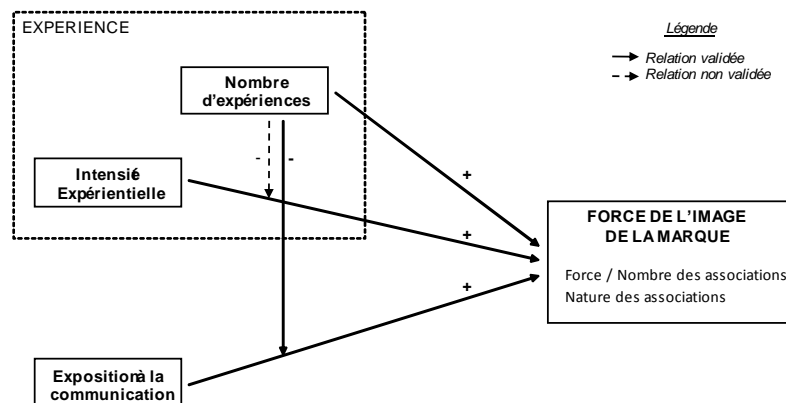 EXPERIENCE
Légende
Relation validée
Relation non validée
Nombre
d'expériences
-
-
Intensié
Expérientielle
+
+
+
FORCE DE L'IMAGE
DE LA MARQUE
Force / Nombre des associations
Nature des associations
Exposition à la
communication